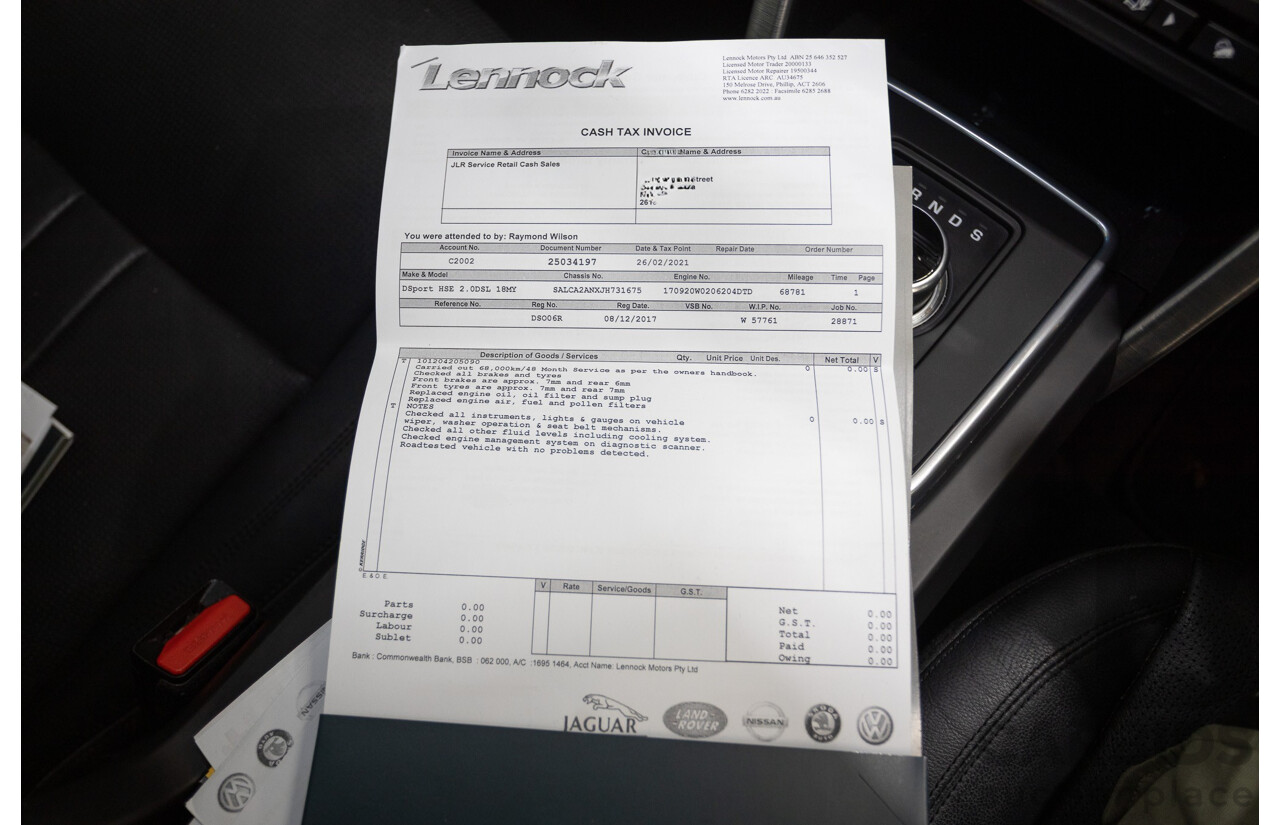 Lennock
Lennock Motors Pty Ltd ABN 25 646 352 527
Licensed Motor Trader 20000133
Licensed Motor Repairer 19500344
RTA Licence ARC AU34675
150 Melrose Drive, Phillip, ACT 2606
Phone 6282 2022 : Facsimile 6285 2688
www.lennock.com.au
CASH TAX INVOICE
Invoice Name & Address Name & Address
JLR Service Retail Cash Sales
Street
You were attended to by: Raymond Wilson
Account No. Document Number Date & Tax Point Repair Date Order Number
C2002 25034197 26/02/2021
Make & Model Chassis No. Engine No. Mileage Time Page
DSport HSE 2.0DSL 18MY SALCA2ANXJH731675 170920W0206204DTD 68781 1
Reference No. Reg No. Reg Date. VSB No. W.I.P. No. Job No.
DSO06R 08/12/2017 W 57761 28871
Description of Goods / Services Qty. Unit Price Unit Des. Net Total V
T 101204205090 0 0.00 S
Carried out 68,000km/48 Month Service as per the owners handbook.
Checked all brakes and tyres
Front brakes are approx. 7mm and rear 6mm
Front tyres are approx. 7mm and rear 7mm
Replaced engine oil, oil filter and sump plug
Replaced engine air, fuel and pollen filters
T NOTES 0 0.00 S
Checked all instruments, lights & gauges on vehicle
wiper, washer operation & seat belt mechanisms.
Checked all other fluid levels including cooling system.
Checked engine management system on diagnostic scanner.
Roadtested vehicle with no problems detected.
E. & O. E.
V Rate Service/Goods G.S.T.
Parts 0.00
Surcharge 0.00
Labour 0.00
Sublet 0.00
Net 0.00
G.S.T. 0.00
Total 0.00
Paid 0.00
Owing 0.00
Bank : Commonwealth Bank, BSB : 062 000, A/C :1695 1464, Acct Name: Lennock Motors Pty Ltd
JAGUAR
LAND-ROVER
NISSAN
SKODA
AUTO
R N D S
NISSAN
place